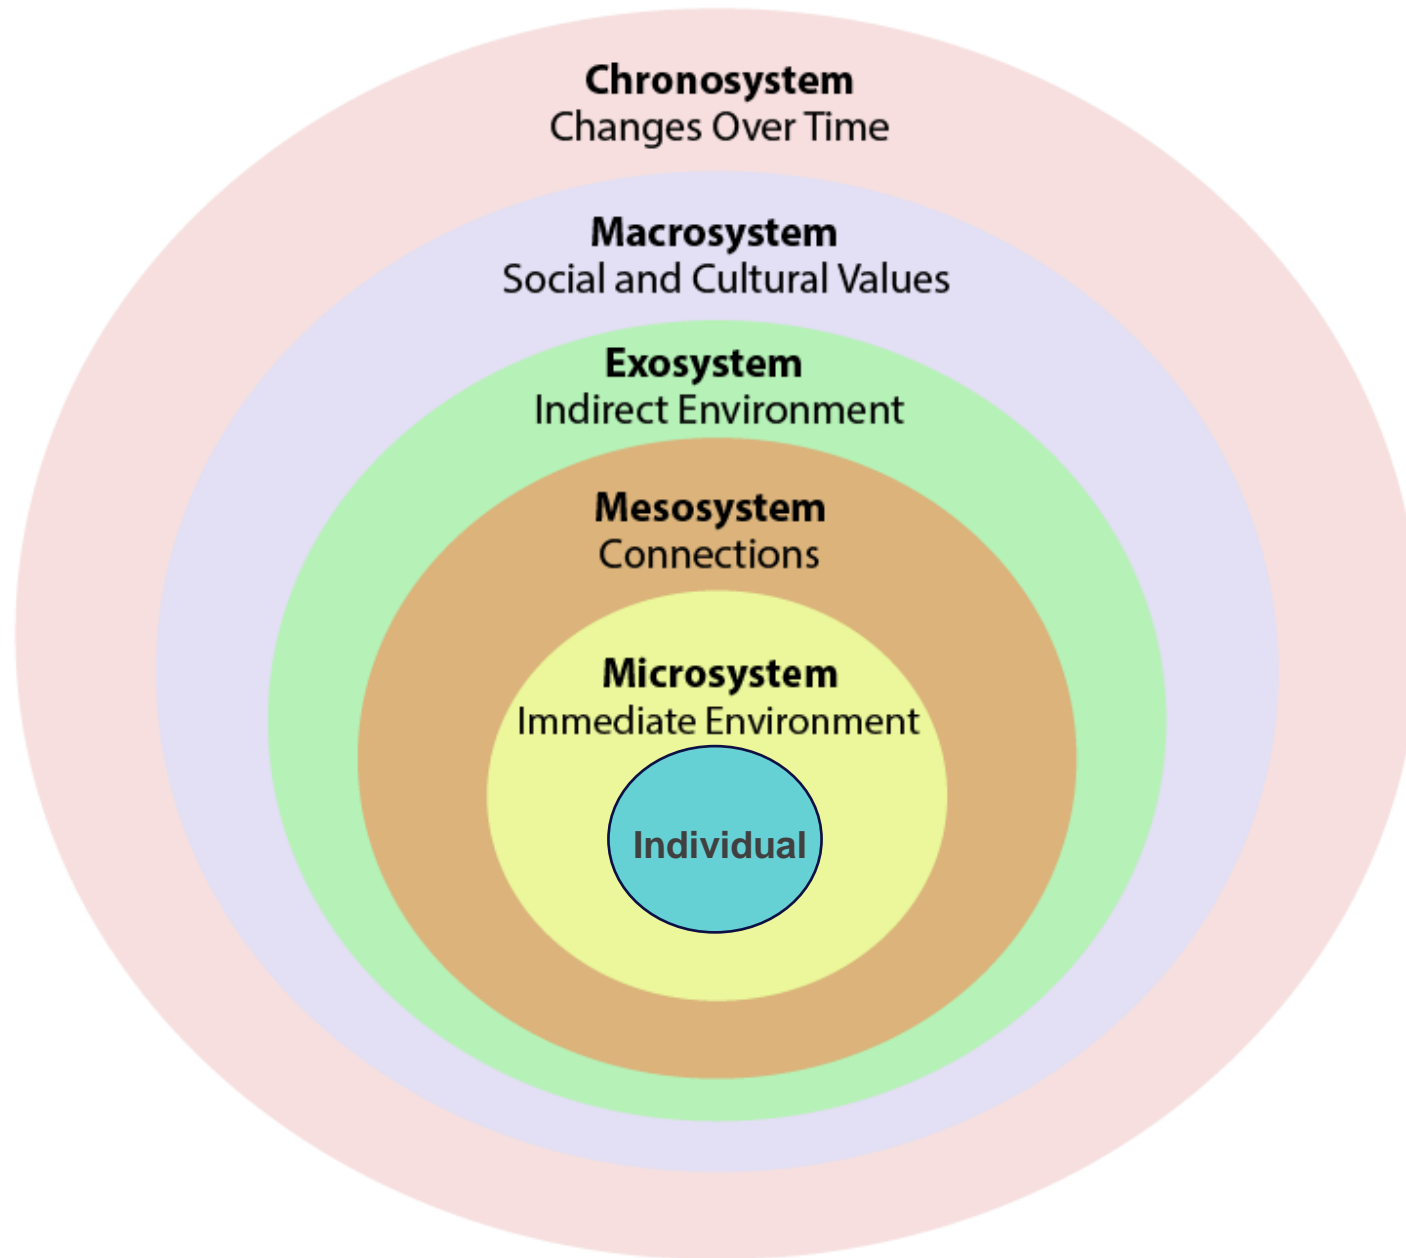 Chronosystem
Changes Over Time
Macrosystem
Social and Cultural Values
Exosystem
Indirect Environment
Mesosystem
Connections
Microsystem
Immediate Environment
Individual